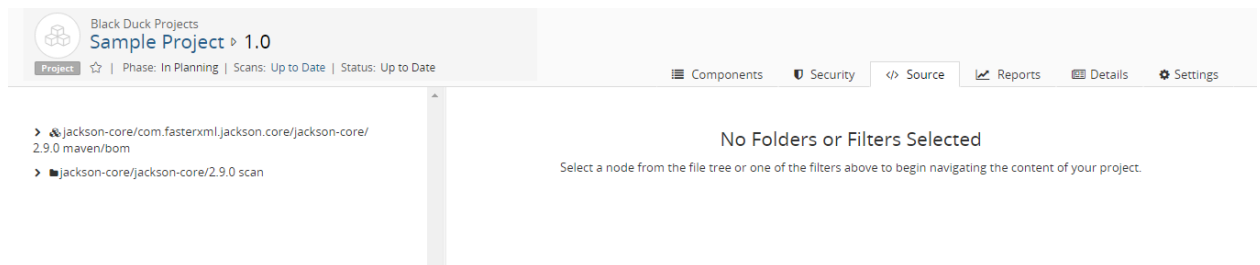 Black Duck Projects
Sample Project ▹ 1.0
Project | Phase: In Planning | Scans: Up to Date | Status: Up to Date
Components Security </> Source Reports Details Settings
jackson-core/com.fasterxml.jackson.core/jackson-core/
2.9.0 maven/bom
jackson-core/jackson-core/2.9.0 scan
No Folders or Filters Selected
Select a node from the file tree or one of the filters above to begin navigating the content of your project.